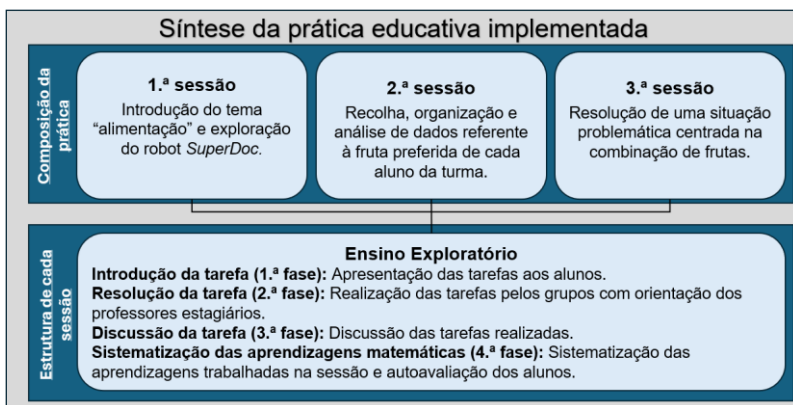 Síntese da prática educativa implementada
Composição da
prática
1.ª sessão
Introdução do tema
“alimentação” e exploração
do robot SuperDoc.
2.ª sessão
Recolha, organização e
análise de dados referente
à fruta preferida de cada
aluno da turma.
3.ª sessão
Resolução de uma situação
problemática centrada na
combinação de frutas.
Estrutura de cada
sessão
Ensino Exploratório
Introdução da tarefa (1.ª fase): Apresentação das tarefas aos alunos.
Resolução da tarefa (2.ª fase): Realização das tarefas pelos grupos com orientação dos
professores estagiários.
Discussão da tarefa (3.ª fase): Discussão das tarefas realizadas.
Sistematização das aprendizagens matemáticas (4.ª fase): Sistematização das
aprendizagens trabalhadas na sessão e autoavaliação dos alunos.